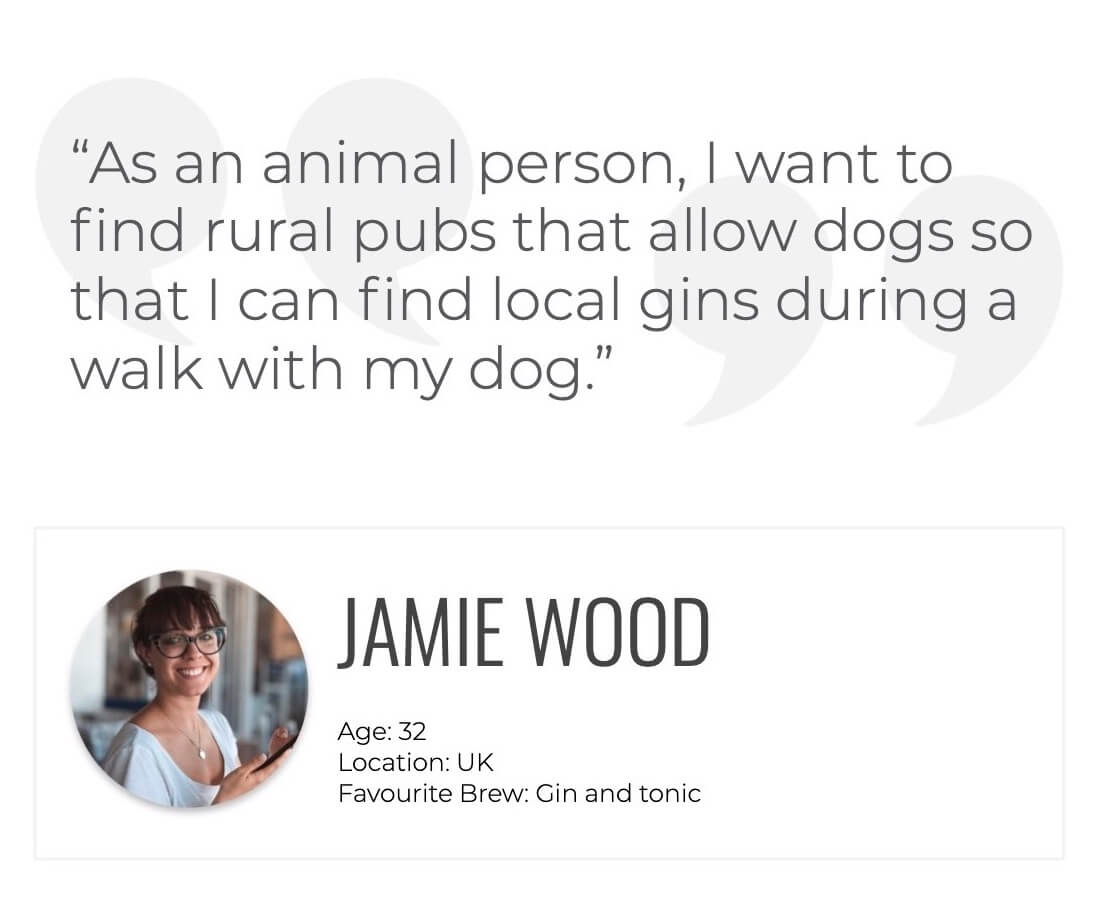 “As an animal person, I want to
find rural pubs that allow dogs so
that I can find local gins during a
walk with my dog.”
JAMIE WOOD
Age: 32
Location: UK
Favourite Brew: Gin and tonic